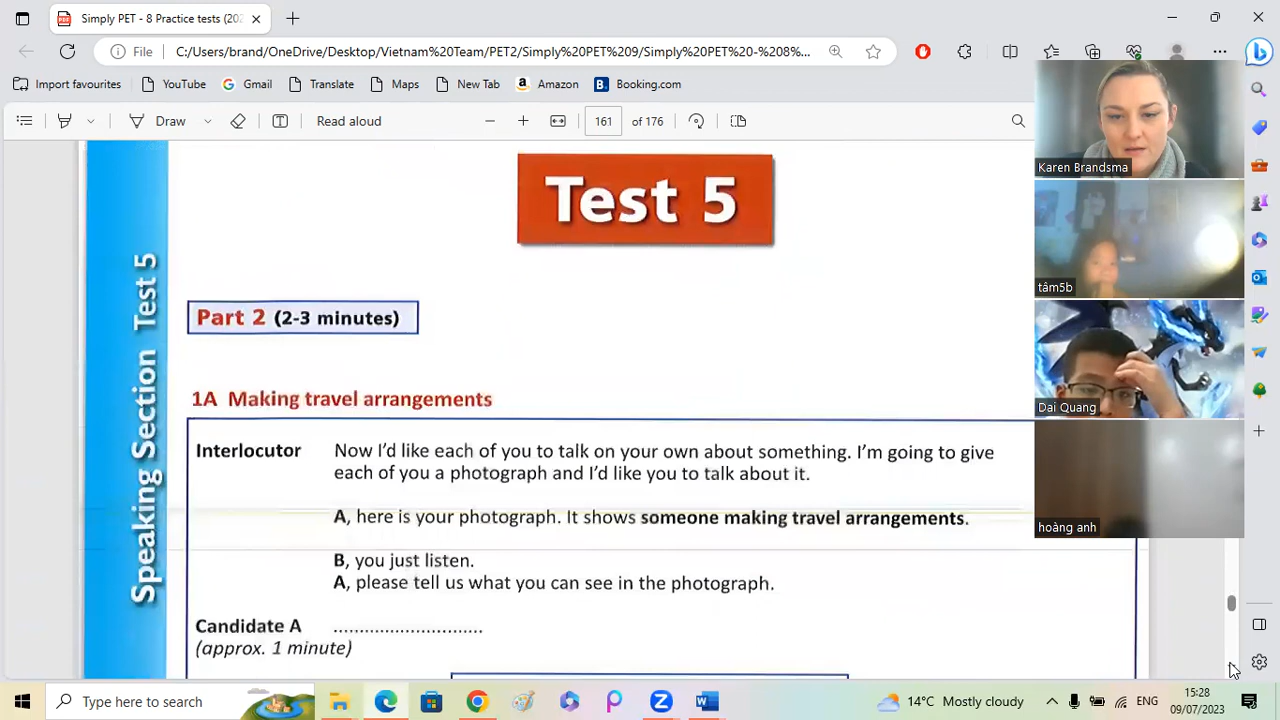 Simply PET - 8 Practice tests (202
File
C:/Users/brand/OneDrive/Desktop/Vietnam%20Team/PET2/Simply%20PET%209/Simply%20PET%20-%208%...
Import favourites
YouTube
Gmail
Translate
Maps
New Tab
Amazon
B.
Booking.com
Draw
Read aloud
161 of 176
Karen Brandsma
tâm5b
Dai Quang
hoàng anh
Speaking Section Test 5
Test 5
Part 2 (2-3 minutes)
1A Making travel arrangements
Interlocutor Now I'd like each of you to talk on your own about something. I'm going to give
each of you a photograph and I'd like you to talk about it.
A, here is your photograph. It shows someone making travel arrangements.
B, you just listen.
A, please tell us what you can see in the photograph.
Candidate A ............................
(approx. 1 minute)
Type here to search
14°C Mostly cloudy
ENG
15:28
09/07/2023